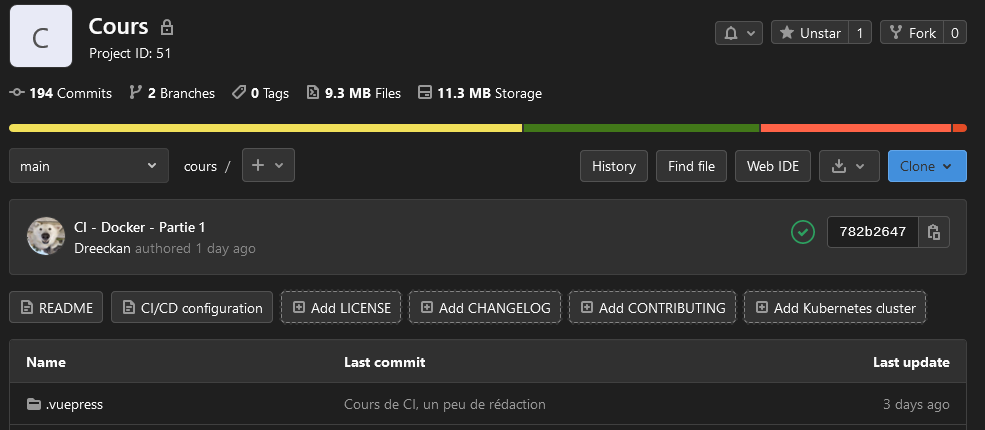 C
Cours
Project ID: 51
Unstar 1
Fork 0
194 Commits 2 Branches 0 Tags 9.3 MB Files 11.3 MB Storage
main
cours /
History
Find file
Web IDE
Clone
CI - Docker - Partie 1
Dreeckan authored 1 day ago
782b2647
README
CI/CD configuration
Add LICENSE
Add CHANGELOG
Add CONTRIBUTING
Add Kubernetes cluster
Name Last commit Last update
.vuepress Cours de CI, un peu de rédaction 3 days ago